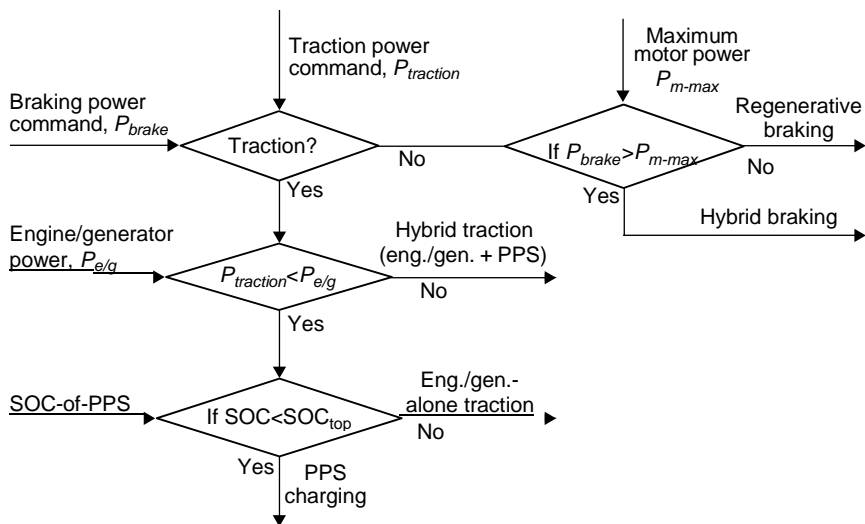 Traction power
command, P_traction
Maximum
motor power
P_m-max
Braking power
command, P_brake
Regenerative
braking
Traction?
No
If P_brake>P_m-max
No
Yes
Yes
Hybrid braking
Engine/generator
power, P_e/g
Hybrid traction
(eng./gen. + PPS)
P_traction<P_e/g
No
Yes
SOC-of-PPS
Eng./gen.-
alone traction
If SOC<SOC_top
No
Yes
PPS
charging